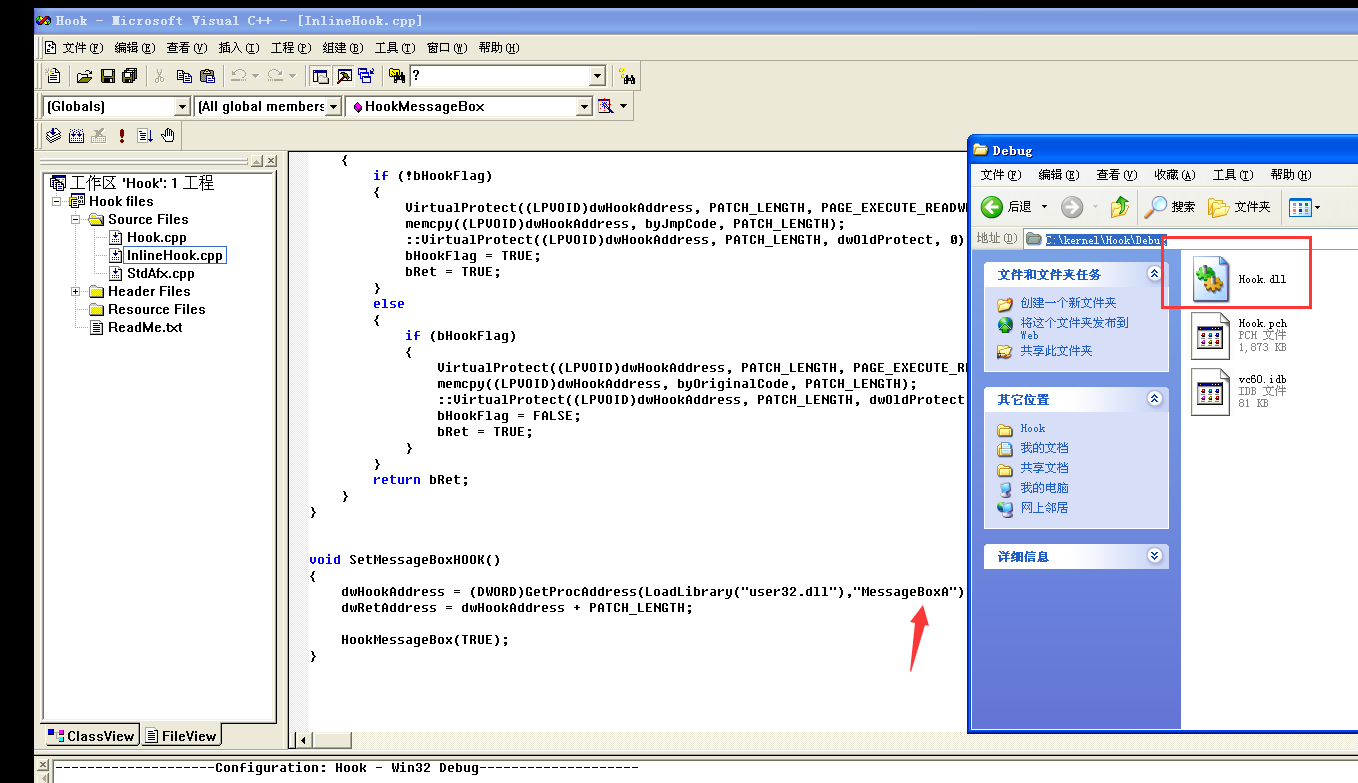 Hook - Microsoft Visual C++ - [InlineHook.cpp]
文件(F) 编辑(E) 查看(V) 插入(I) 工程(P) 组建(B) 工具(T) 窗口(W) 帮助(H)
?
(Globals) (All global members HookMessageBox
工作区 'Hook': 1 工程
Hook files
Source Files
Hook.cpp
InlineHook.cpp
StdAfx.cpp
Header Files
Resource Files
ReadMe.txt
ClassView FileView
{
if (!bHookFlag)
{
VirtualProtect((LPVOID)dwHookAddress, PATCH_LENGTH, PAGE_EXECUTE_READW
memcpy((LPVOID)dwHookAddress, byJmpCode, PATCH_LENGTH);
::VirtualProtect((LPVOID)dwHookAddress, PATCH_LENGTH, dwOldProtect, 0)
bHookFlag = TRUE;
bRet = TRUE;
}
else
{
if (bHookFlag)
{
VirtualProtect((LPVOID)dwHookAddress, PATCH_LENGTH, PAGE_EXECUTE_R
memcpy((LPVOID)dwHookAddress, byOriginalCode, PATCH_LENGTH);
::VirtualProtect((LPVOID)dwHookAddress, PATCH_LENGTH, dwOldProtect
bHookFlag = FALSE;
bRet = TRUE;
}
}
return bRet;
}
}
void SetMessageBoxHOOK()
{
dwHookAddress = (DWORD)GetProcAddress(LoadLibrary("user32.dll"),"MessageBoxA")
dwRetAddress = dwHookAddress + PATCH_LENGTH;
HookMessageBox(TRUE);
}
--------------------Configuration: Hook - Win32 Debug--------------------
Debug
文件(F) 编辑(E) 查看(V) 收藏(A) 工具(T) 帮助(H)
后退 搜索 文件夹
地址(D) C:\kernel\Hook\Debug
文件和文件夹任务
创建一个新文件夹
将这个文件夹发布到
Web
共享此文件夹
其它位置
Hook
我的文档
共享文档
我的电脑
网上邻居
详细信息
Hook.dll
Hook.pch
PCH 文件
1,873 KB
vc60.idb
IDB 文件
81 KB